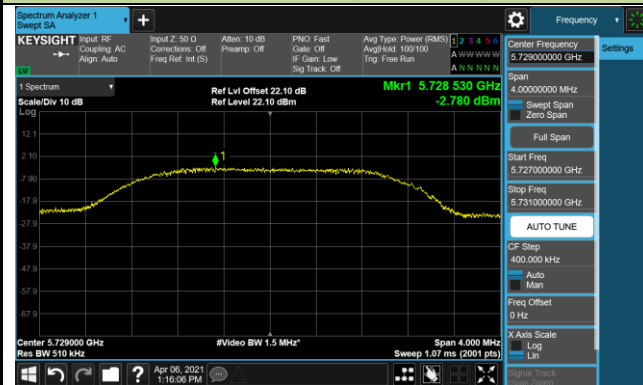 Spectrum Analyzer 1
Swept SA
Frequency
KEYSIGHT
Input: RF
Coupling: AC
Align: Auto
Input Z: 50 Ω
Corrections: Off
Freq Ref: Int (S)
Atten: 10 dB
Preamp: Off
PNO: Fast
Gate: Off
IF Gain: Low
Sig Track: Off
Avg Type: Power (RMS)
Avg|Hold: 100/100
Trig: Free Run
1 2 3 4 5 6
A W W W W W
A N N N N N
LNI
1 Spectrum
Scale/Div 10 dB
Ref Lvl Offset 22.10 dB
Ref Level 22.10 dBm
Mkr1 5.728 530 GHz
-2.780 dBm
Log
12.1
2.10
-7.90
-17.9
-27.9
-37.9
-47.9
-57.9
-67.9
1
Center 5.729000 GHz
Res BW 510 kHz
#Video BW 1.5 MHz*
Span 4.000 MHz
Sweep 1.07 ms (2001 pts)
Apr 06, 2021
1:16:06 PM
?
Center Frequency
5.729000000 GHz
Settings
Span
4.00000000 MHz
Swept Span
Zero Span
Full Span
Start Freq
5.727000000 GHz
Stop Freq
5.731000000 GHz
AUTO TUNE
CF Step
400.000 kHz
Auto
Man
Freq Offset
0 Hz
X Axis Scale
Log
Lin
Signal Track
(Span Zoom)